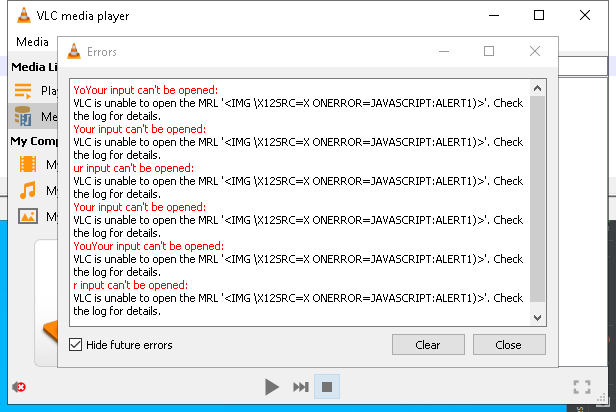 VLC media player
Media
Errors
Media Li
Pla
Me
My Comp
My
My
My
YoYour input can't be opened:
VLC is unable to open the MRL '<IMG \X12SRC=X ONERROR=JAVASCRIPT:ALERT1)>'. Check
the log for details.
Your input can't be opened:
VLC is unable to open the MRL '<IMG \X12SRC=X ONERROR=JAVASCRIPT:ALERT1)>'. Check
the log for details.
ur input can't be opened:
VLC is unable to open the MRL '<IMG \X12SRC=X ONERROR=JAVASCRIPT:ALERT1)>'. Check
the log for details.
Your input can't be opened:
VLC is unable to open the MRL '<IMG \X12SRC=X ONERROR=JAVASCRIPT:ALERT1)>'. Check
the log for details.
YouYour input can't be opened:
VLC is unable to open the MRL '<IMG \X12SRC=X ONERROR=JAVASCRIPT:ALERT1)>'. Check
the log for details.
r input can't be opened:
VLC is unable to open the MRL '<IMG \X12SRC=X ONERROR=JAVASCRIPT:ALERT1)>'. Check
the log for details.
Hide future errors
Clear
Close